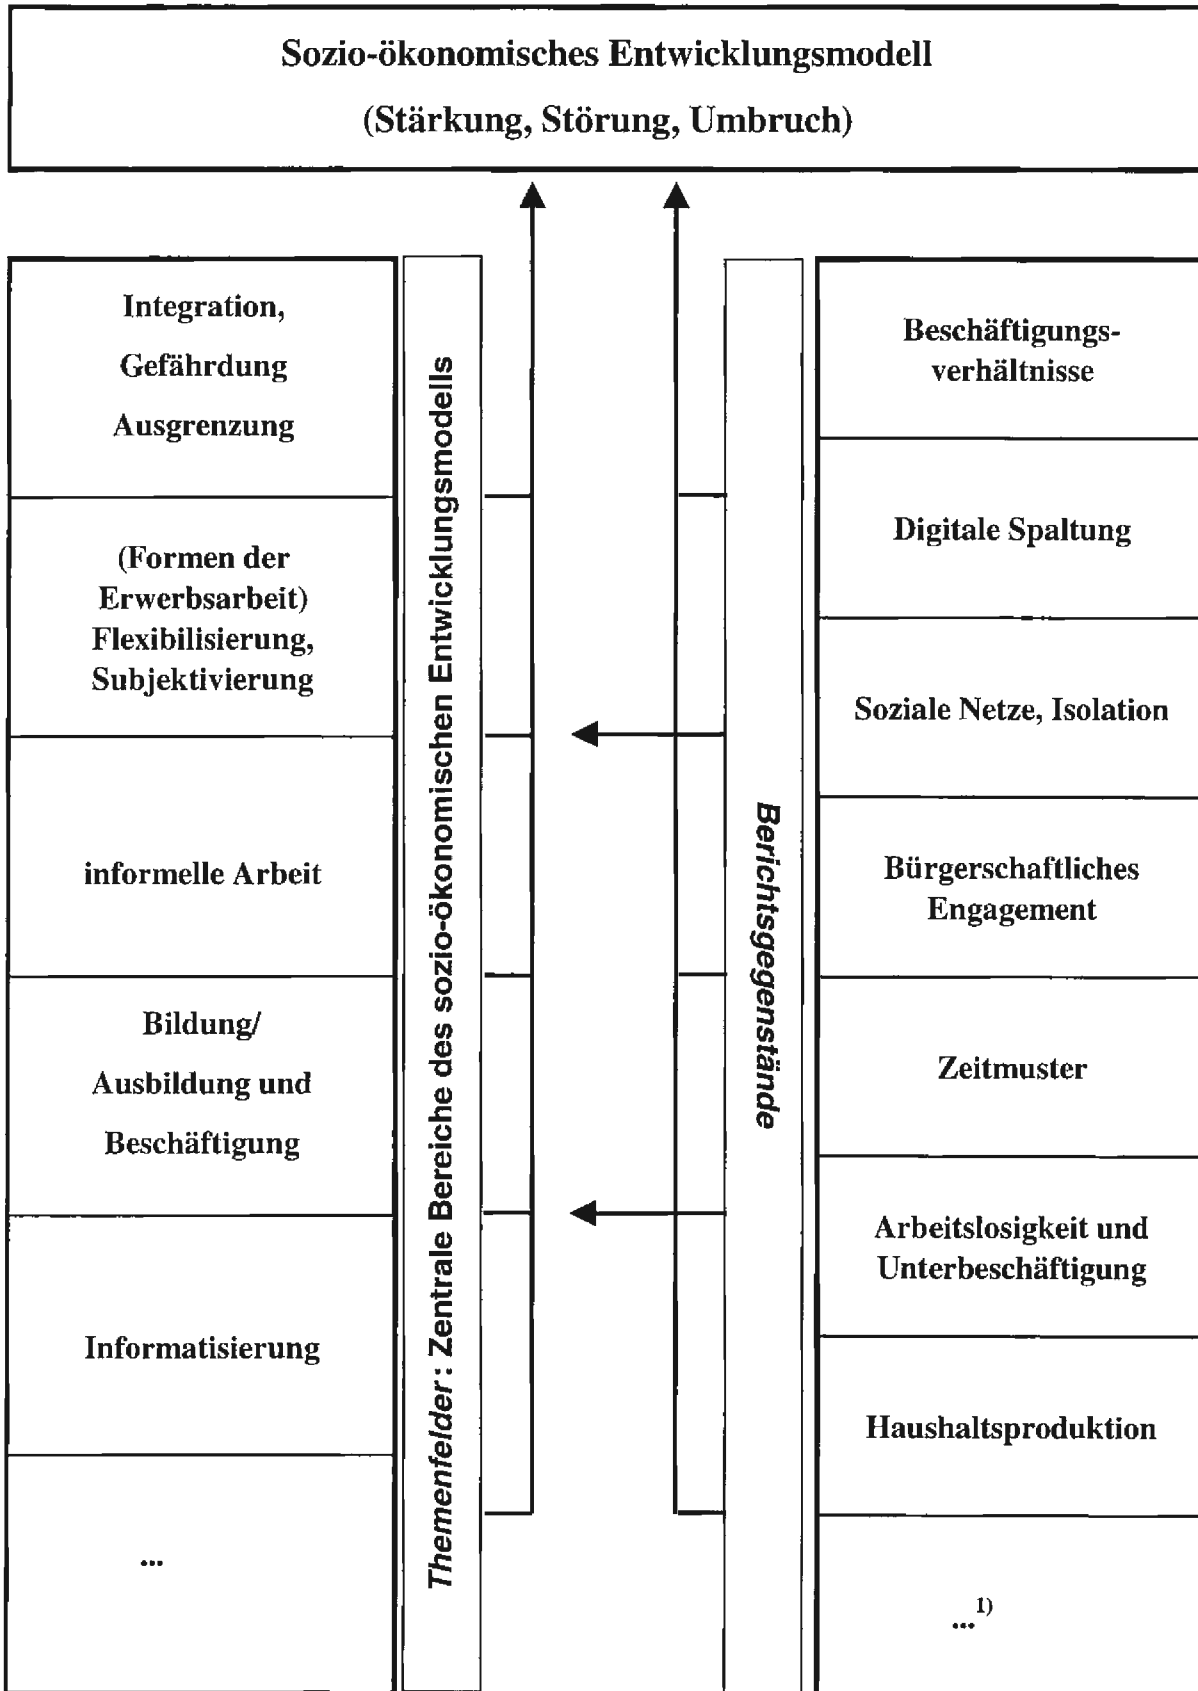 Sozio-ökonomisches Entwicklungsmodell
(Stärkung, Störung, Umbruch)
Integration,
Gefährdung
Ausgrenzung
(Formen der
Erwerbsarbeit)
Flexibilisierung,
Subjektivierung
informelle Arbeit
Bildung/
Ausbildung und
Beschäftigung
Informatisierung
...
Themenfelder: Zentrale Bereiche des sozio-ökonomischen Entwicklungsmodells
Berichtsgegenstände
Beschäftigungs-
verhältnisse
Digitale Spaltung
Soziale Netze, Isolation
Bürgerschaftliches
Engagement
Zeitmuster
Arbeitslosigkeit und
Unterbeschäftigung
Haushaltsproduktion
...1)